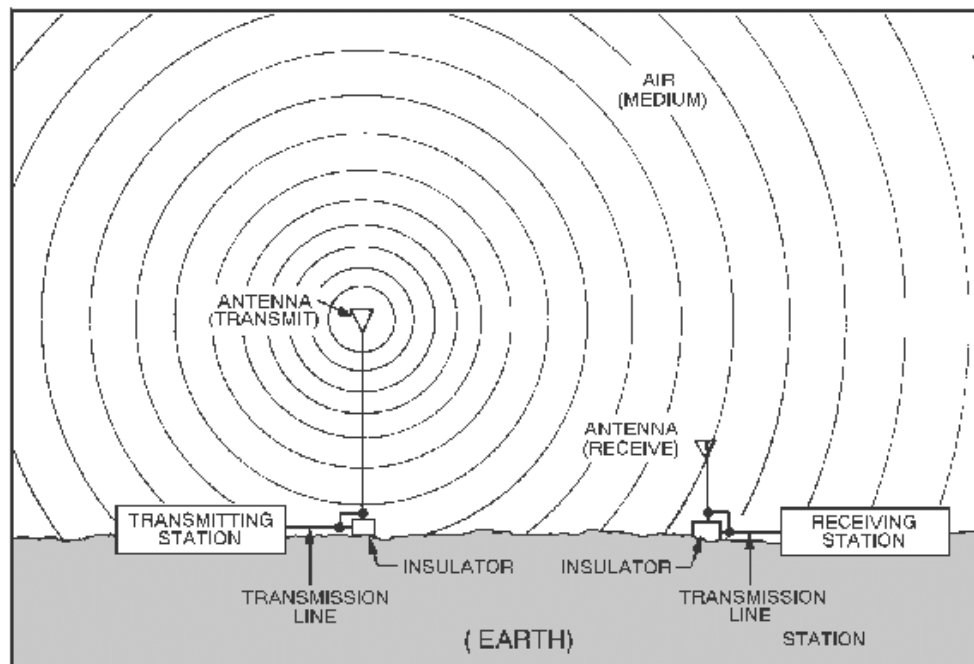 AIR
(MEDIUM)
ANTENNA
(TRANSMIT)
ANTENNA
(RECEIVE)
TRANSMITTING
STATION
RECEIVING
STATION
INSULATOR
INSULATOR
TRANSMISSION
LINE
TRANSMISSION
LINE
( EARTH)
STATION